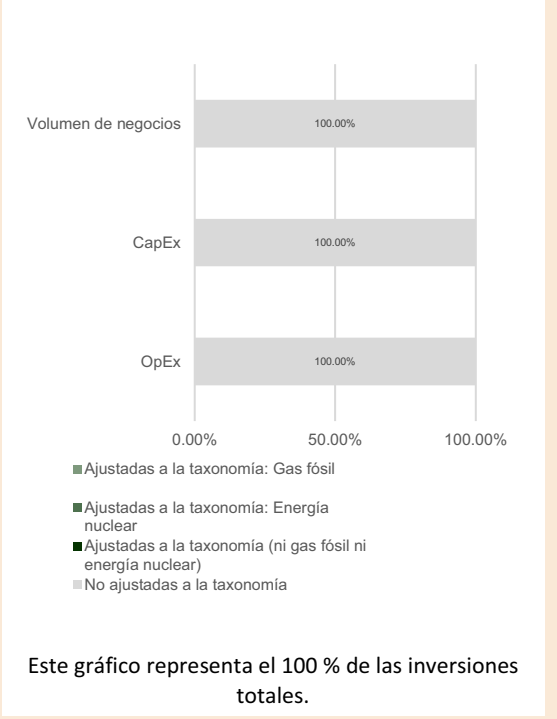 Volumen de negocios
100.00%
CapEx
100.00%
OpEx
100.00%
0.00% 50.00% 100.00%
Ajustadas a la taxonomía: Gas fósil
Ajustadas a la taxonomía: Energía
nuclear
Ajustadas a la taxonomía (ni gas fósil ni
energía nuclear)
No ajustadas a la taxonomía
Este gráfico representa el 100 % de las inversiones
totales.